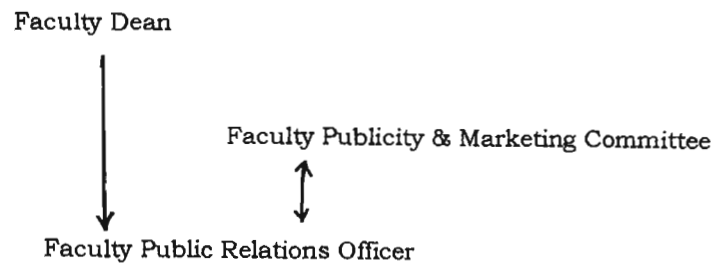 Faculty Dean
Faculty Publicity & Marketing Committee
Faculty Public Relations Officer